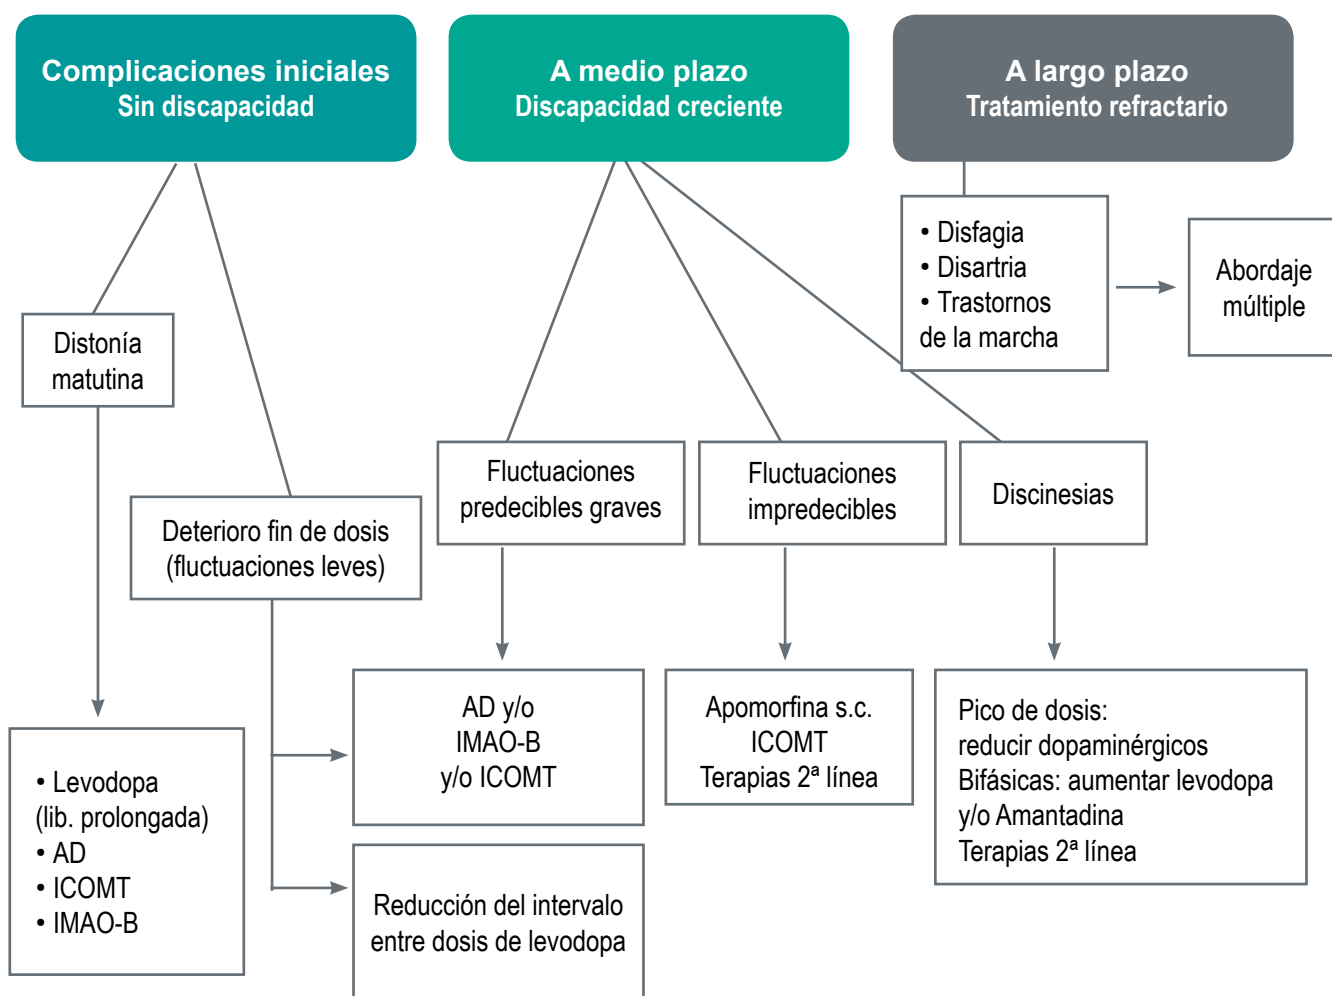 Complicaciones iniciales
Sin discapacidad
A medio plazo
Discapacidad creciente
A largo plazo
Tratamiento refractario
• Disfagia
• Disartria
• Trastornos
de la marcha
Abordaje
múltiple
Distonía
matutina
Deterioro fin de dosis
(fluctuaciones leves)
Fluctuaciones
predecibles graves
Fluctuaciones
impredecibles
Discinesias
• Levodopa
(lib. prolongada)
• AD
• ICOMT
• IMAO-B
AD y/o
IMAO-B
y/o ICOMT
Reducción del intervalo
entre dosis de levodopa
Apomorfina s.c.
ICOMT
Terapias 2ª línea
Pico de dosis:
reducir dopaminérgicos
Bifásicas: aumentar levodopa
y/o Amantadina
Terapias 2ª línea